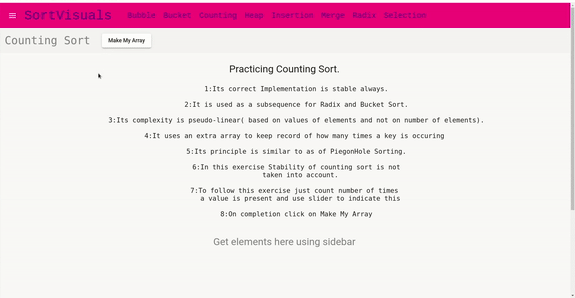 SortVisuals Bubble Bucket Counting Heap Insertion Merge Radix Selection
Counting Sort Make My Array
Practicing Counting Sort.
1:Its correct Implementation is stable always.
2:It is used as a subsequence for Radix and Bucket Sort.
3:Its complexity is pseudo-linear( based on values of elements and not on number of elements).
4:It uses an extra array to keep record of how many times a key is occuring
5:Its principle is similar to as of PiegonHole Sorting.
6:In this exercise Stability of counting sort is not
taken into account.
7:To follow this exercise just count number of times
a value is present and use slider to indicate this
8:On completion click on Make My Array
Get elements here using sidebar